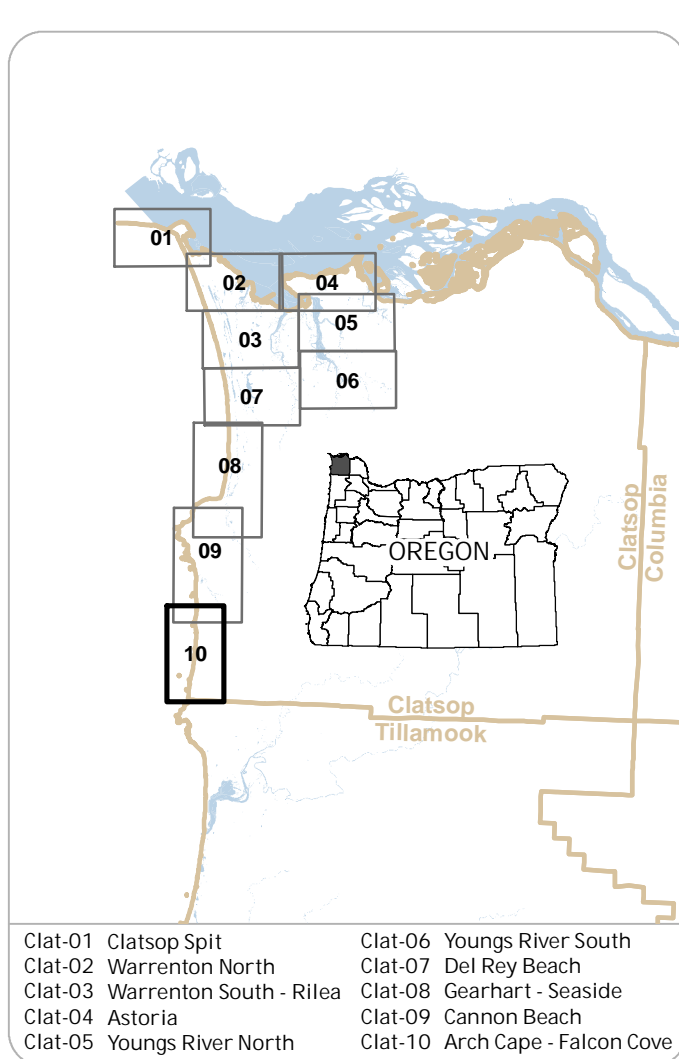 01
02
04
05
03
06
07
08
OREGON
Clatsop
Columbia
09
10
Clatsop
Tillamook
Clat-01 Clatsop Spit
Clat-02 Warrenton North
Clat-03 Warrenton South - Rilea
Clat-04 Astoria
Clat-05 Youngs River North
Clat-06 Youngs River South
Clat-07 Del Rey Beach
Clat-08 Gearhart - Seaside
Clat-09 Cannon Beach
Clat-10 Arch Cape - Falcon Cove